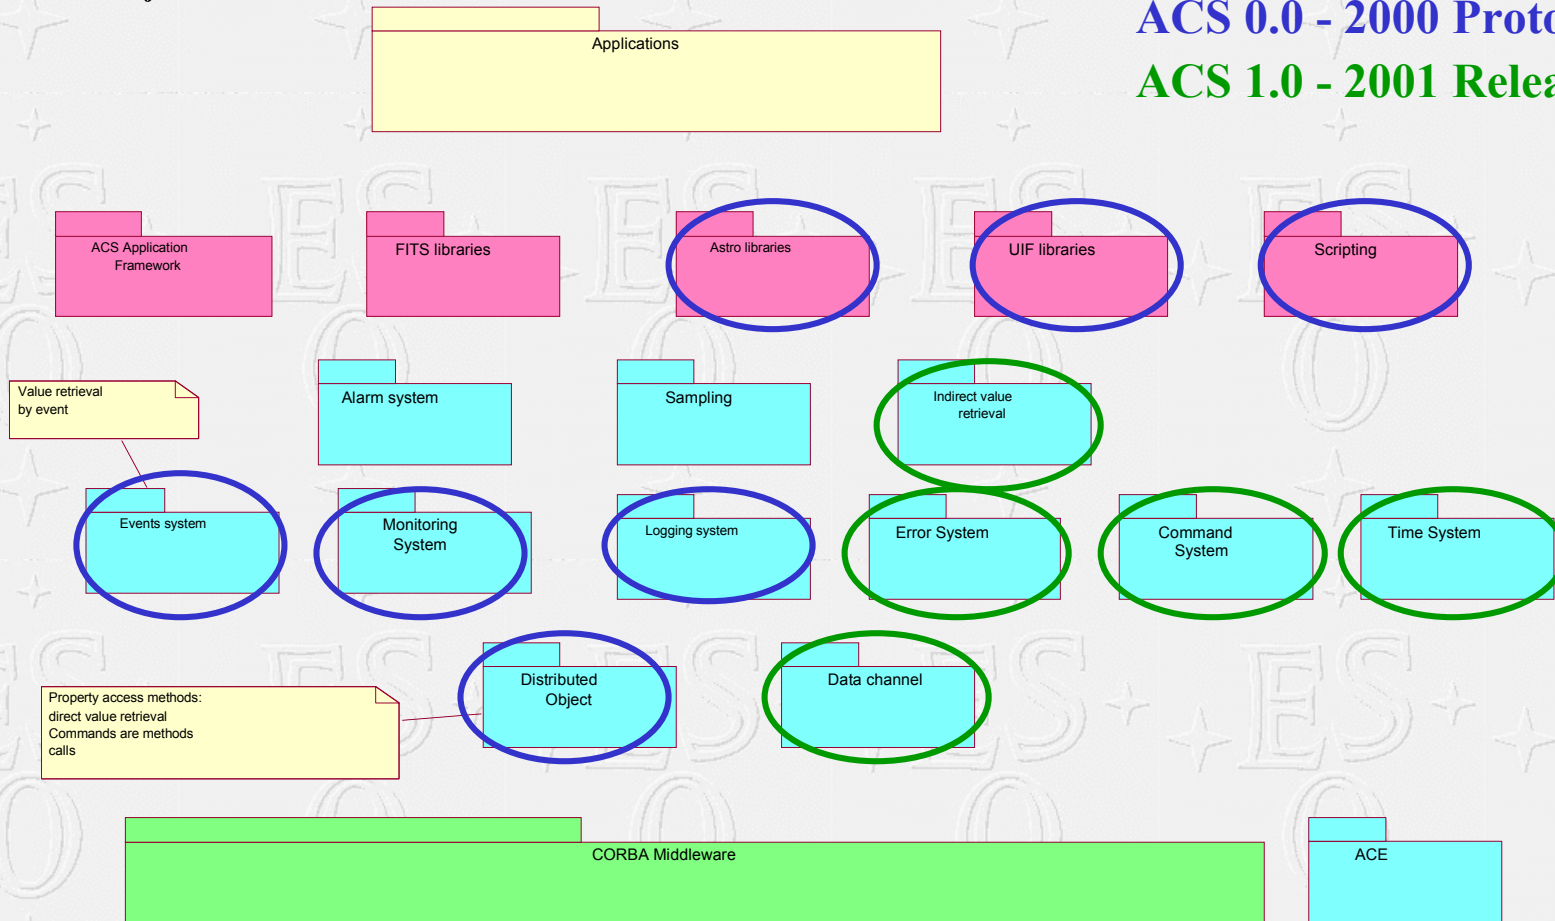 ACS 0.0 - 2000
ACS 1.0 - 2001
Applications
ACS Application
Framework
FITS libraries
Astro libraries
UIF libraries
Scripting
Value retrieval
by event
Alarm system
Sampling
Indirect value
retrieval
Events system
Monitoring
System
Logging system
Error System
Command
System
Time System
Property access methods:
direct value retrieval
Commands are methods
calls
Distributed
Object
Data channel
CORBA Middleware
ACE